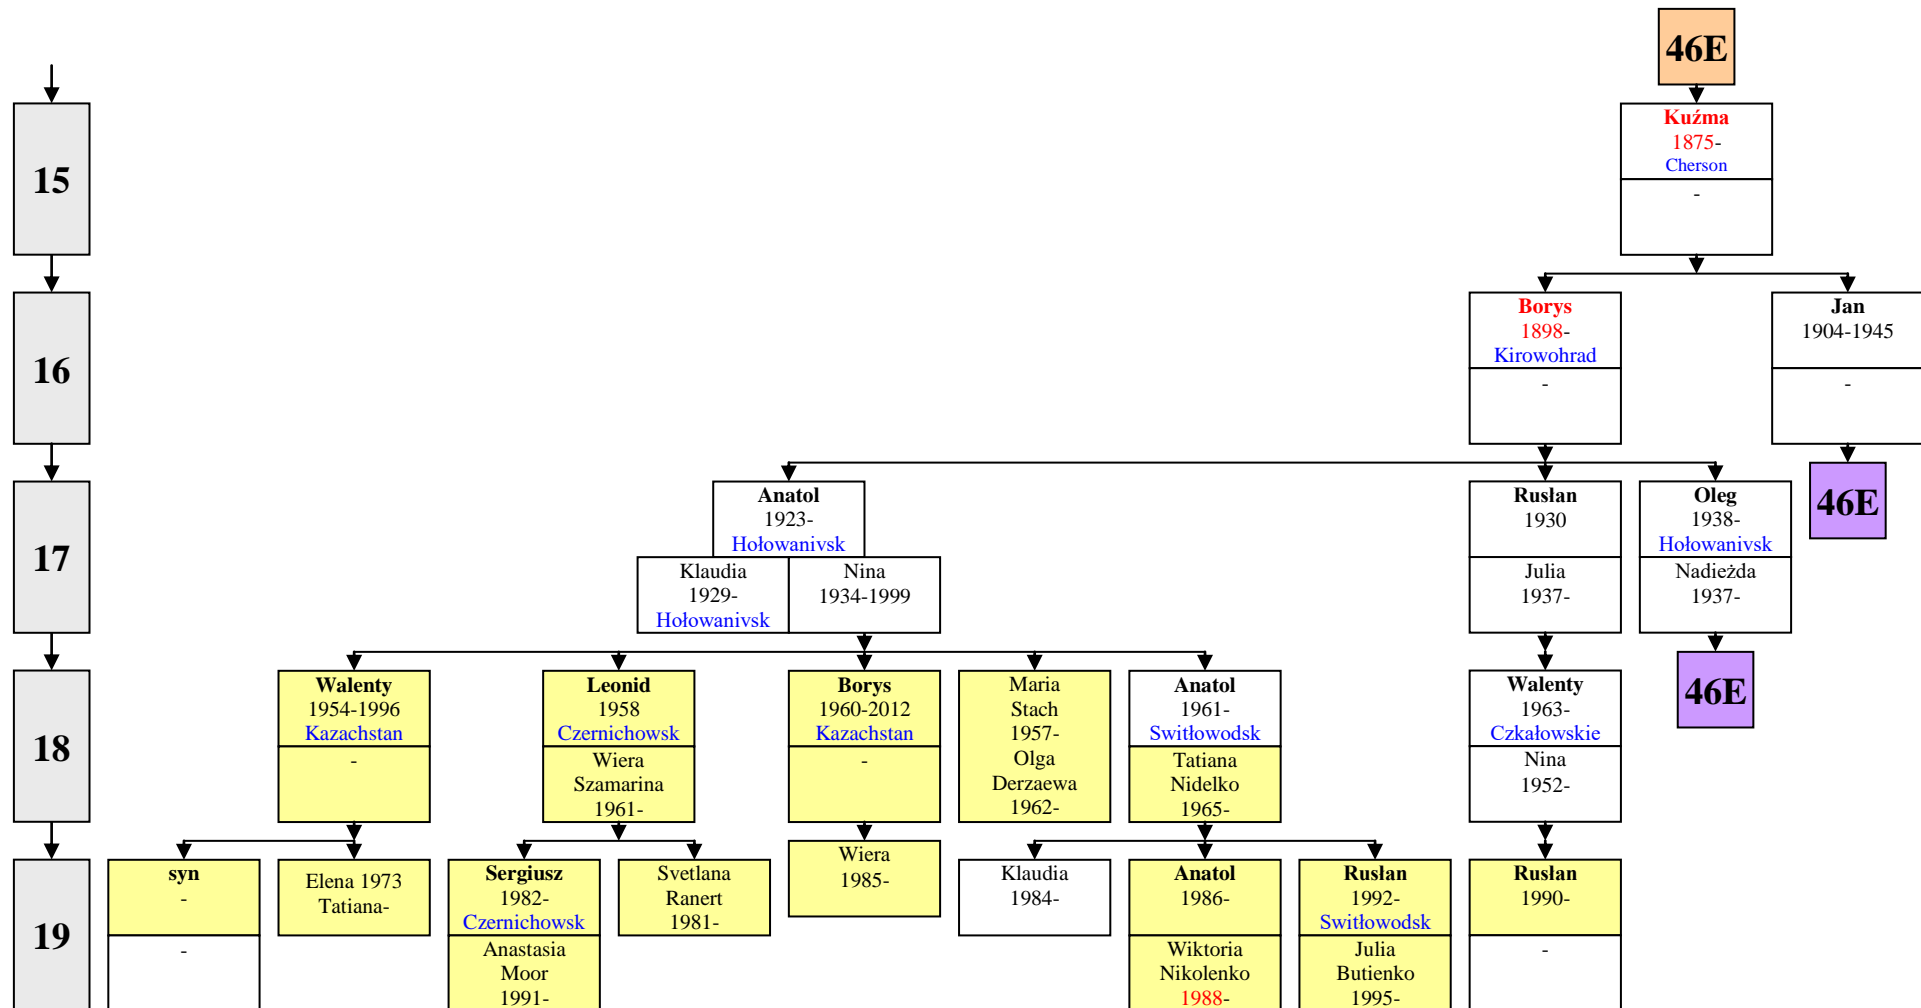 46E
15
Kuźma
1875-
Cherson
-
16
Borys
1898-
Kirowohrad
-
Jan
1904-1945
-
17
Anatol
1923-
Hołowanivsk
Klaudia
1929-
Hołowanivsk
Nina
1934-1999
Rusłan
1930
Julia
1937-
Oleg
1938-
Hołowanivsk
Nadieżda
1937-
46E
18
Walenty
1954-1996
Kazachstan
-
Leonid
1958
Czernichowsk
Wiera
Szamarina
1961-
Borys
1960-2012
Kazachstan
-
Maria
Stach
1957-
Olga
Derzaewa
1962-
Anatol
1961-
Switłowodsk
Tatiana
Nidelko
1965-
Walenty
1963-
Czkałowskie
Nina
1952-
46E
19
syn
-
-
Elena 1973
Tatiana-
Sergiusz
1982-
Czernichowsk
Anastasia
Moor
1991-
Svetlana
Ranert
1981-
Wiera
1985-
Klaudia
1984-
Anatol
1986-
Wiktoria
Nikolenko
1988-
Rusłan
1992-
Switłowodsk
Julia
Butienko
1995-
Rusłan
1990-
-